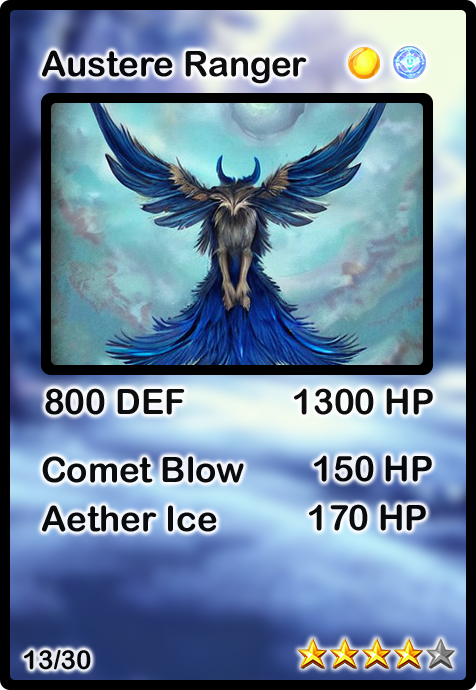 Austere Ranger
800 DEF 1300 HP
Comet Blow 150 HP
Aether Ice 170 HP
13/30